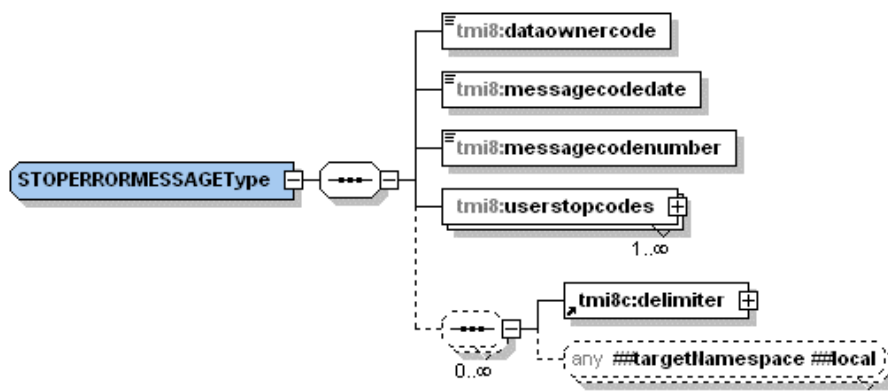 tmi8:dataownercode
tmi8:messagecodedate
tmi8:messagecodenumber
STOPERRORMESSAGEType
tmi8:userstopcodes
1..∞
tmi8c:delimiter
0..∞
any ##targetNamespace ##local